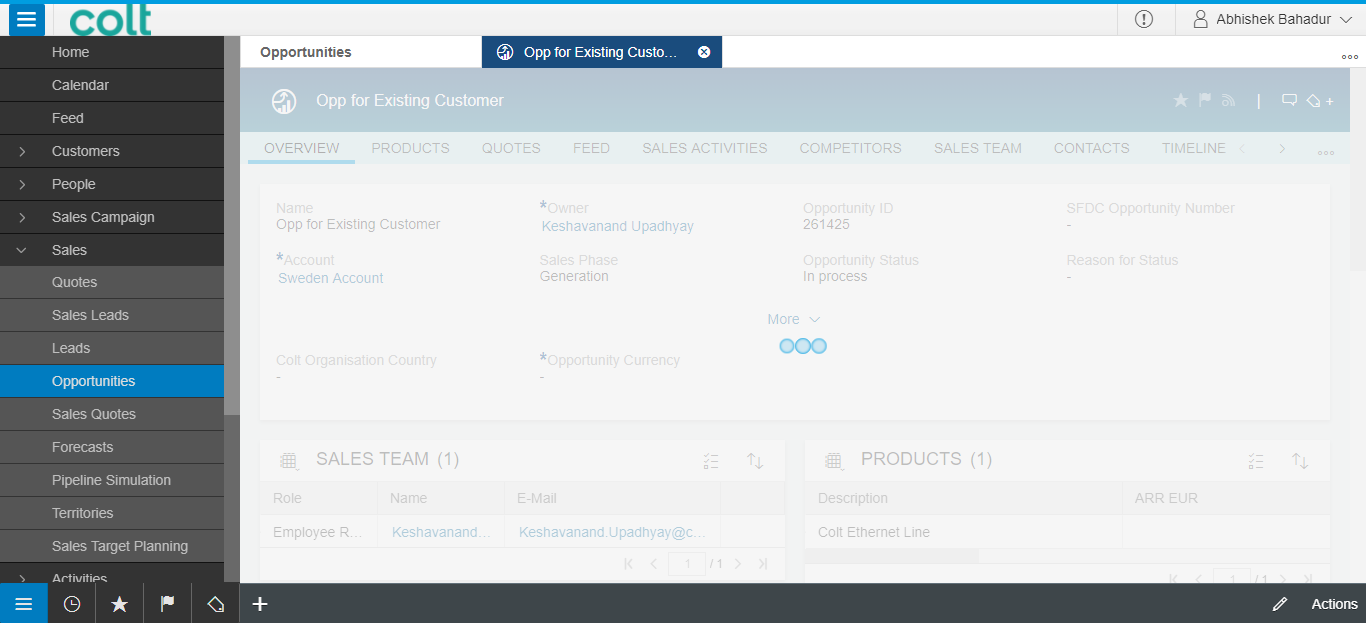 colt
Abhishek Bahadur
Home
Calendar
Feed
Customers
People
Sales Campaign
Sales
Quotes
Sales Leads
Leads
Opportunities
Sales Quotes
Forecasts
Pipeline Simulation
Territories
Sales Target Planning
Activities
Opportunities
Opp for Existing Custo...
Opp for Existing Customer
OVERVIEW PRODUCTS QUOTES FEED SALES ACTIVITIES COMPETITORS SALES TEAM CONTACTS TIMELINE
Name *Owner Opportunity ID SFDC Opportunity Number
Opp for Existing Customer Keshavanand Upadhyay 261425 -
*Account Sales Phase Opportunity Status Reason for Status
Sweden Account Generation In process -
More
Colt Organisation Country *Opportunity Currency
- -
SALES TEAM (1)
Role Name E-Mail
Employee R... Keshavanand... Keshavanand.Upadhyay@c...
1 / 1
PRODUCTS (1)
Description ARR EUR
Colt Ethernet Line
1 / 1
Actions